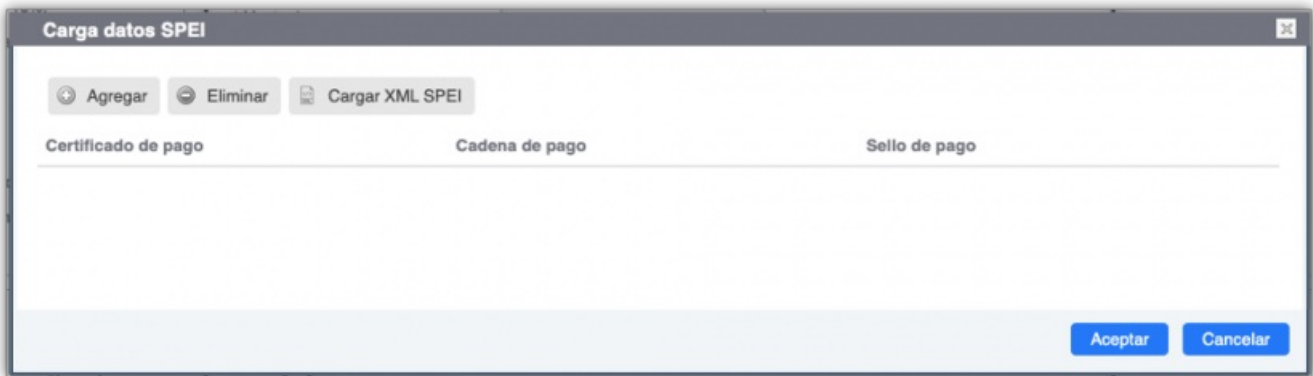 Carga datos SPEI
Agregar Eliminar Cargar XML SPEI
Certificado de pago Cadena de pago Sello de pago
Aceptar Cancelar